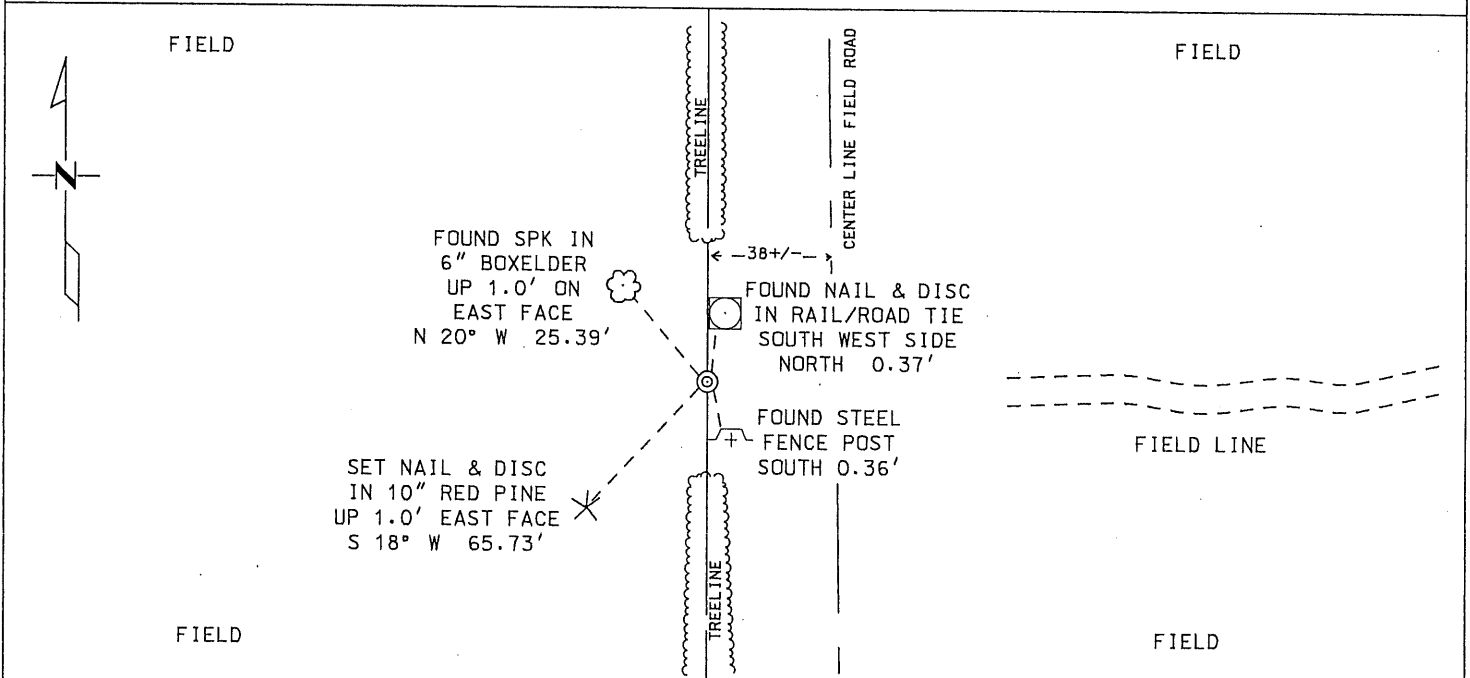 FIELD
FIELD
N
TREELINE
CENTER LINE FIELD ROAD
38+/-
FOUND SPK IN
6" BOXELDER
UP 1.0' ON
EAST FACE
N 20° W 25.39'
FOUND NAIL & DISC
IN RAIL/ROAD TIE
SOUTH WEST SIDE
NORTH 0.37'
FOUND STEEL
FENCE POST
SOUTH 0.36'
FIELD LINE
SET NAIL & DISC
IN 10" RED PINE
UP 1.0' EAST FACE
S 18° W 65.73'
TREELINE
FIELD
FIELD